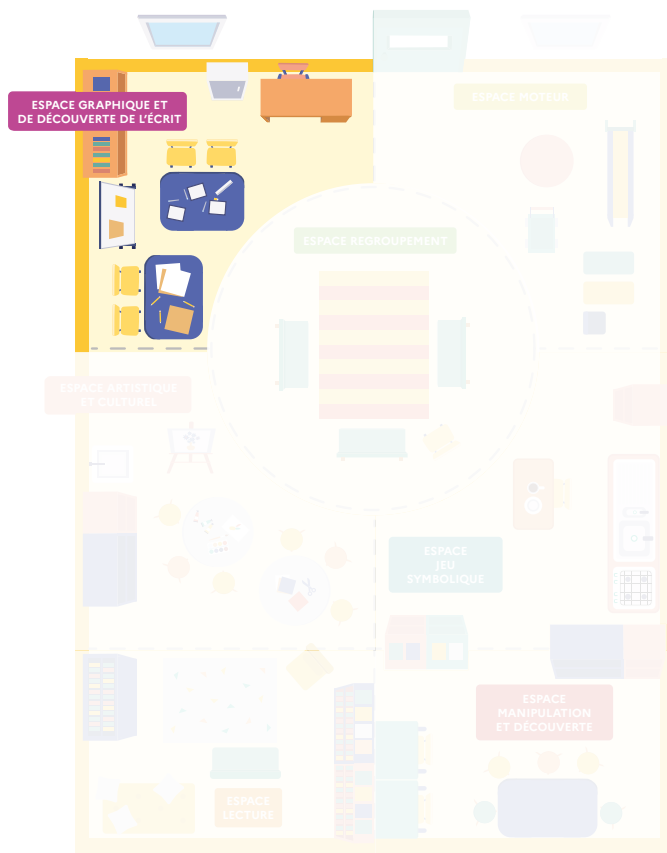 ESPACE GRAPHIQUE ET
DE DÉCOUVERTE DE L'ÉCRIT
ESPACE MOTEUR
ESPACE REGROUPEMENT
ESPACE ARTISTIQUE
ET CULTUREL
ESPACE
JEU
SYMBOLIQUE
ESPACE
MANIPULATION
ET DÉCOUVERTE
ESPACE
LECTURE